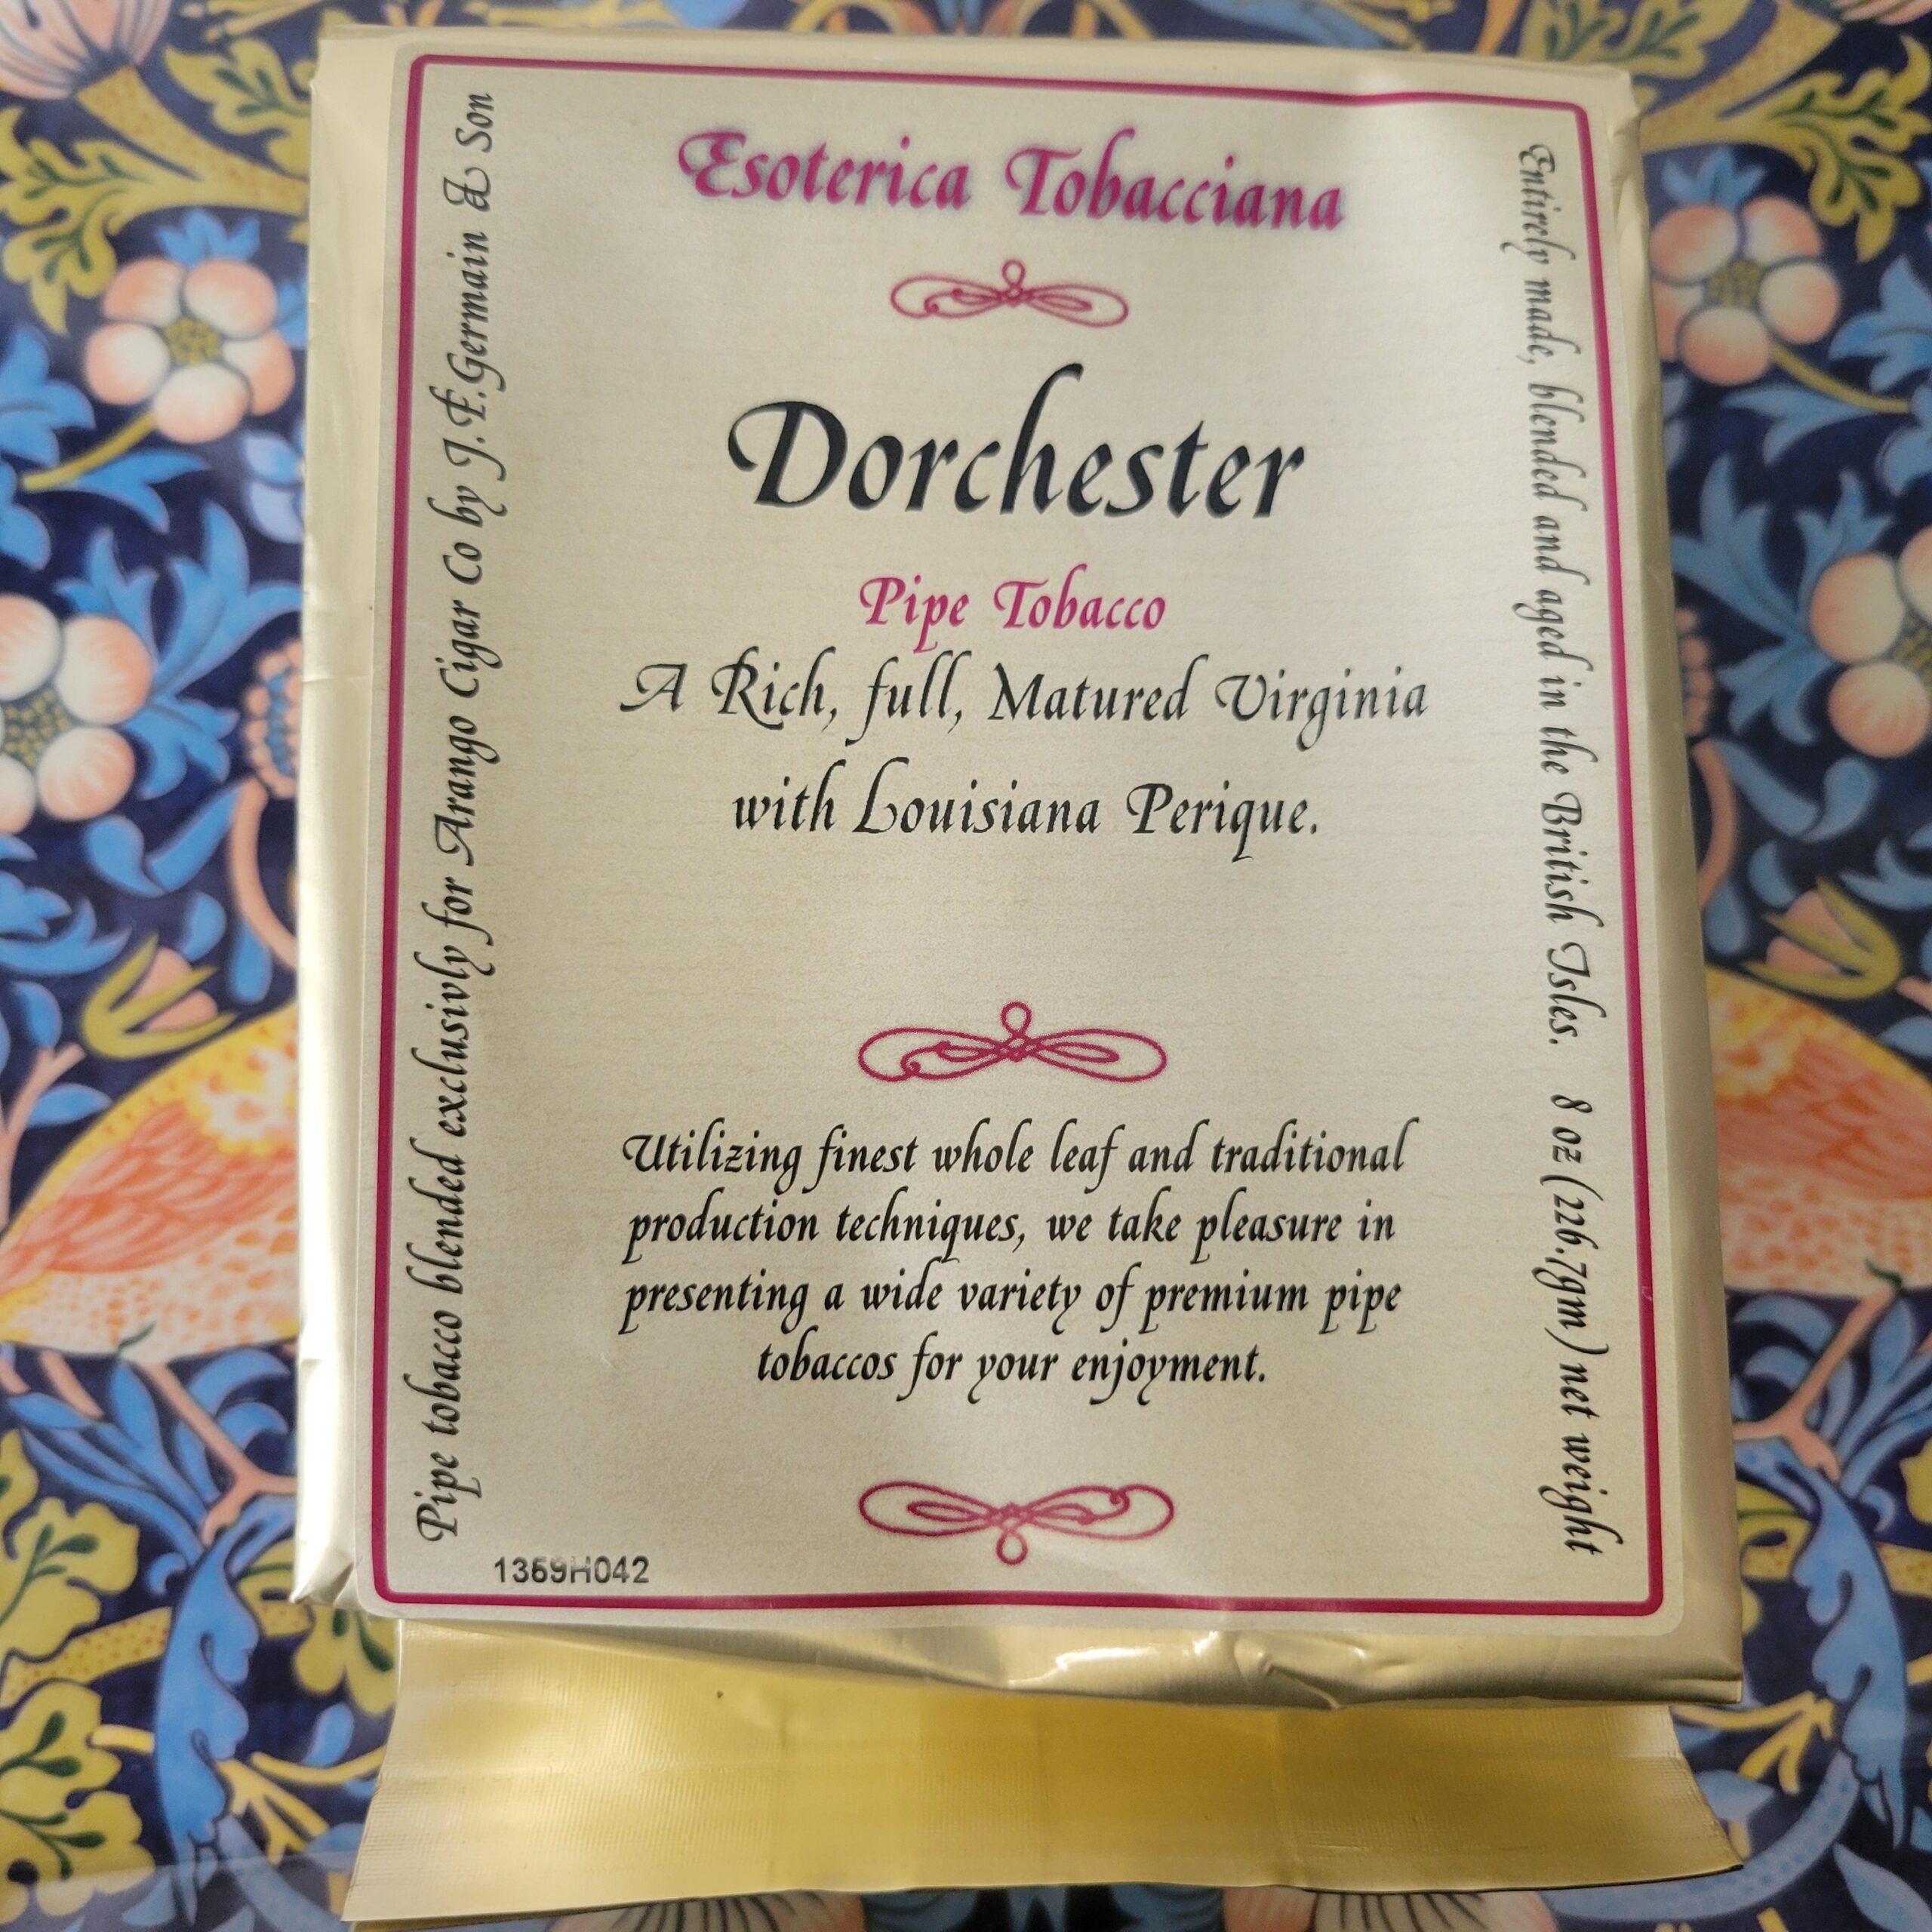 Esoterica Tobacciana
Dorchester
Pipe Tobacco
A Rich, full, Matured Virginia
with Louisiana Perique.
Utilizing finest whole leaf and traditional
production techniques, we take pleasure in
presenting a wide variety of premium pipe
tobaccos for your enjoyment.
Pipe tobacco blended exclusivly for Arango Cigar Co by J.F.Germain & Son
Entirely made, blended and aged in the British Isles. 8 oz (226.7gm) net weight
1369H042